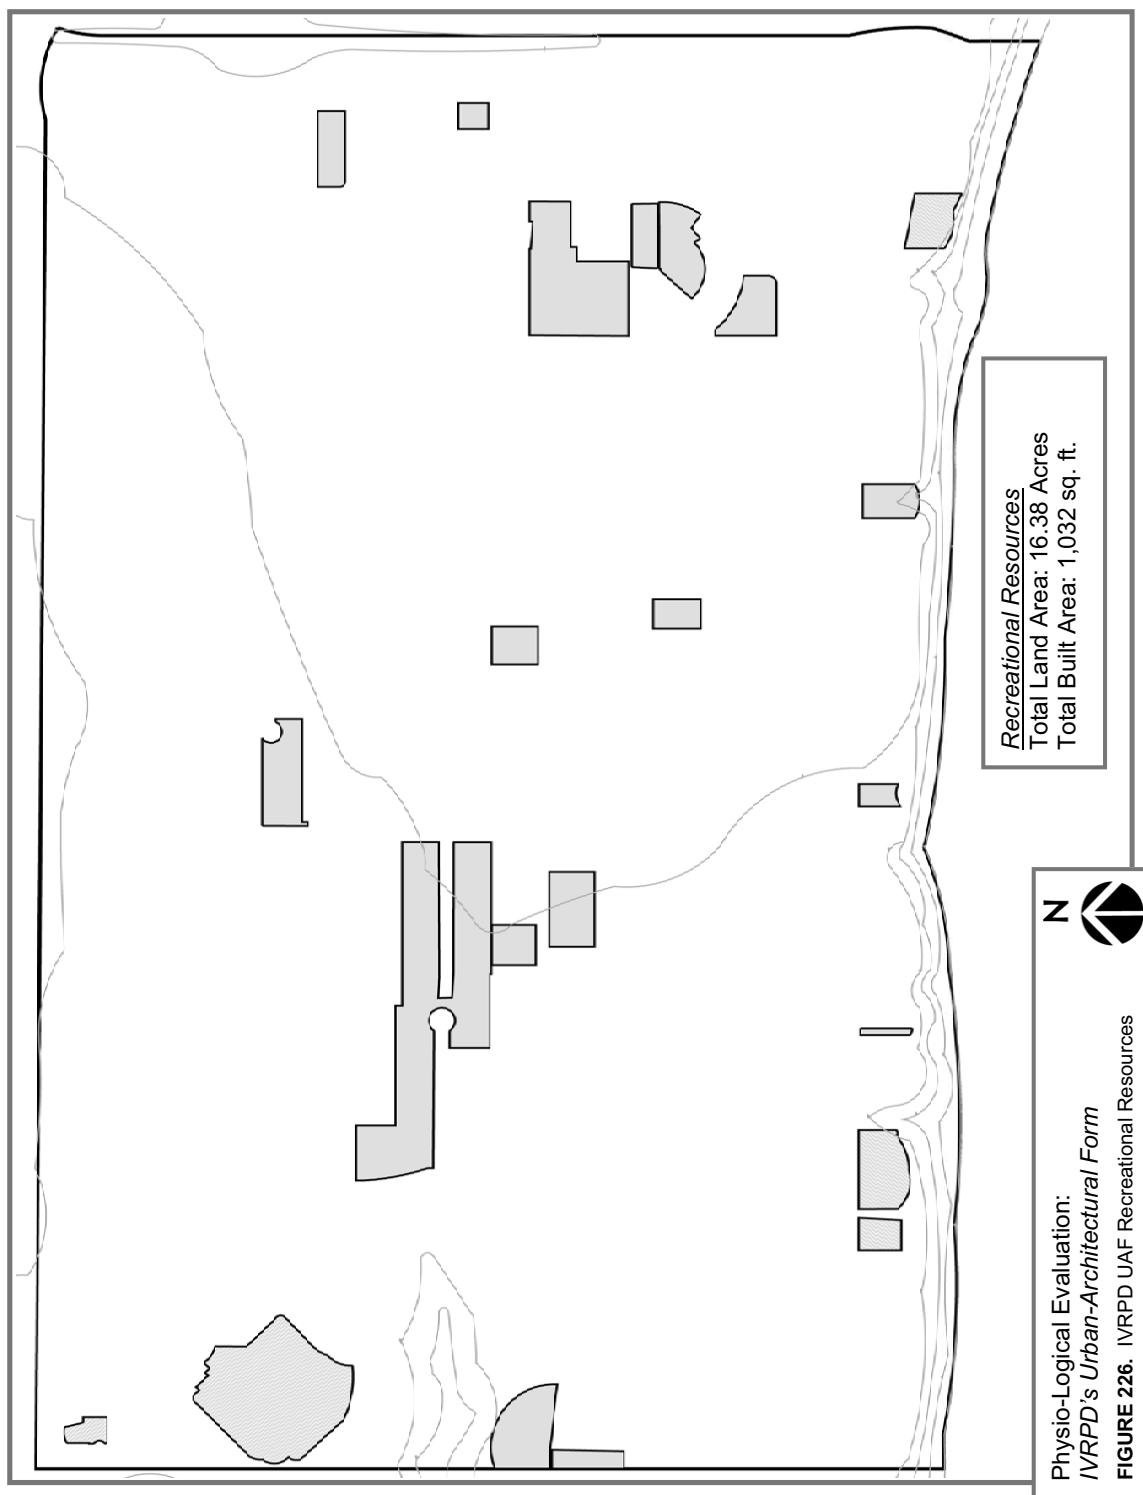 Recreational Resources
Total Land Area: 16.38 Acres
Total Built Area: 1,032 sq. ft.
N
Physio-Logical Evaluation:
IVRPD's Urban-Architectural Form
FIGURE 226. IVRPD UAF Recreational Resources